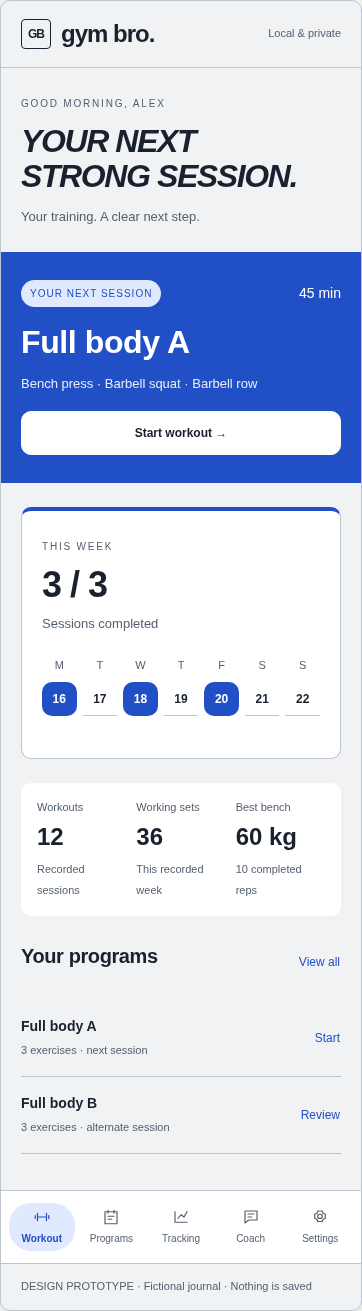 GB gym bro. Local & private
GOOD MORNING, ALEX
YOUR NEXT
STRONG SESSION.
Your training. A clear next step.
YOUR NEXT SESSION 45 min
Full body A
Bench press · Barbell squat · Barbell row
Start workout →
THIS WEEK
3 / 3
Sessions completed
M T W T F S S
16 17 18 19 20 21 22
Workouts Working sets Best bench
12 36 60 kg
Recorded This recorded 10 completed
sessions week reps
Your programs View all
Full body A
Start
3 exercises · next session
Full body B
Review
3 exercises · alternate session
Workout Programs Tracking Coach Settings
DESIGN PROTOTYPE · Fictional journal · Nothing is saved